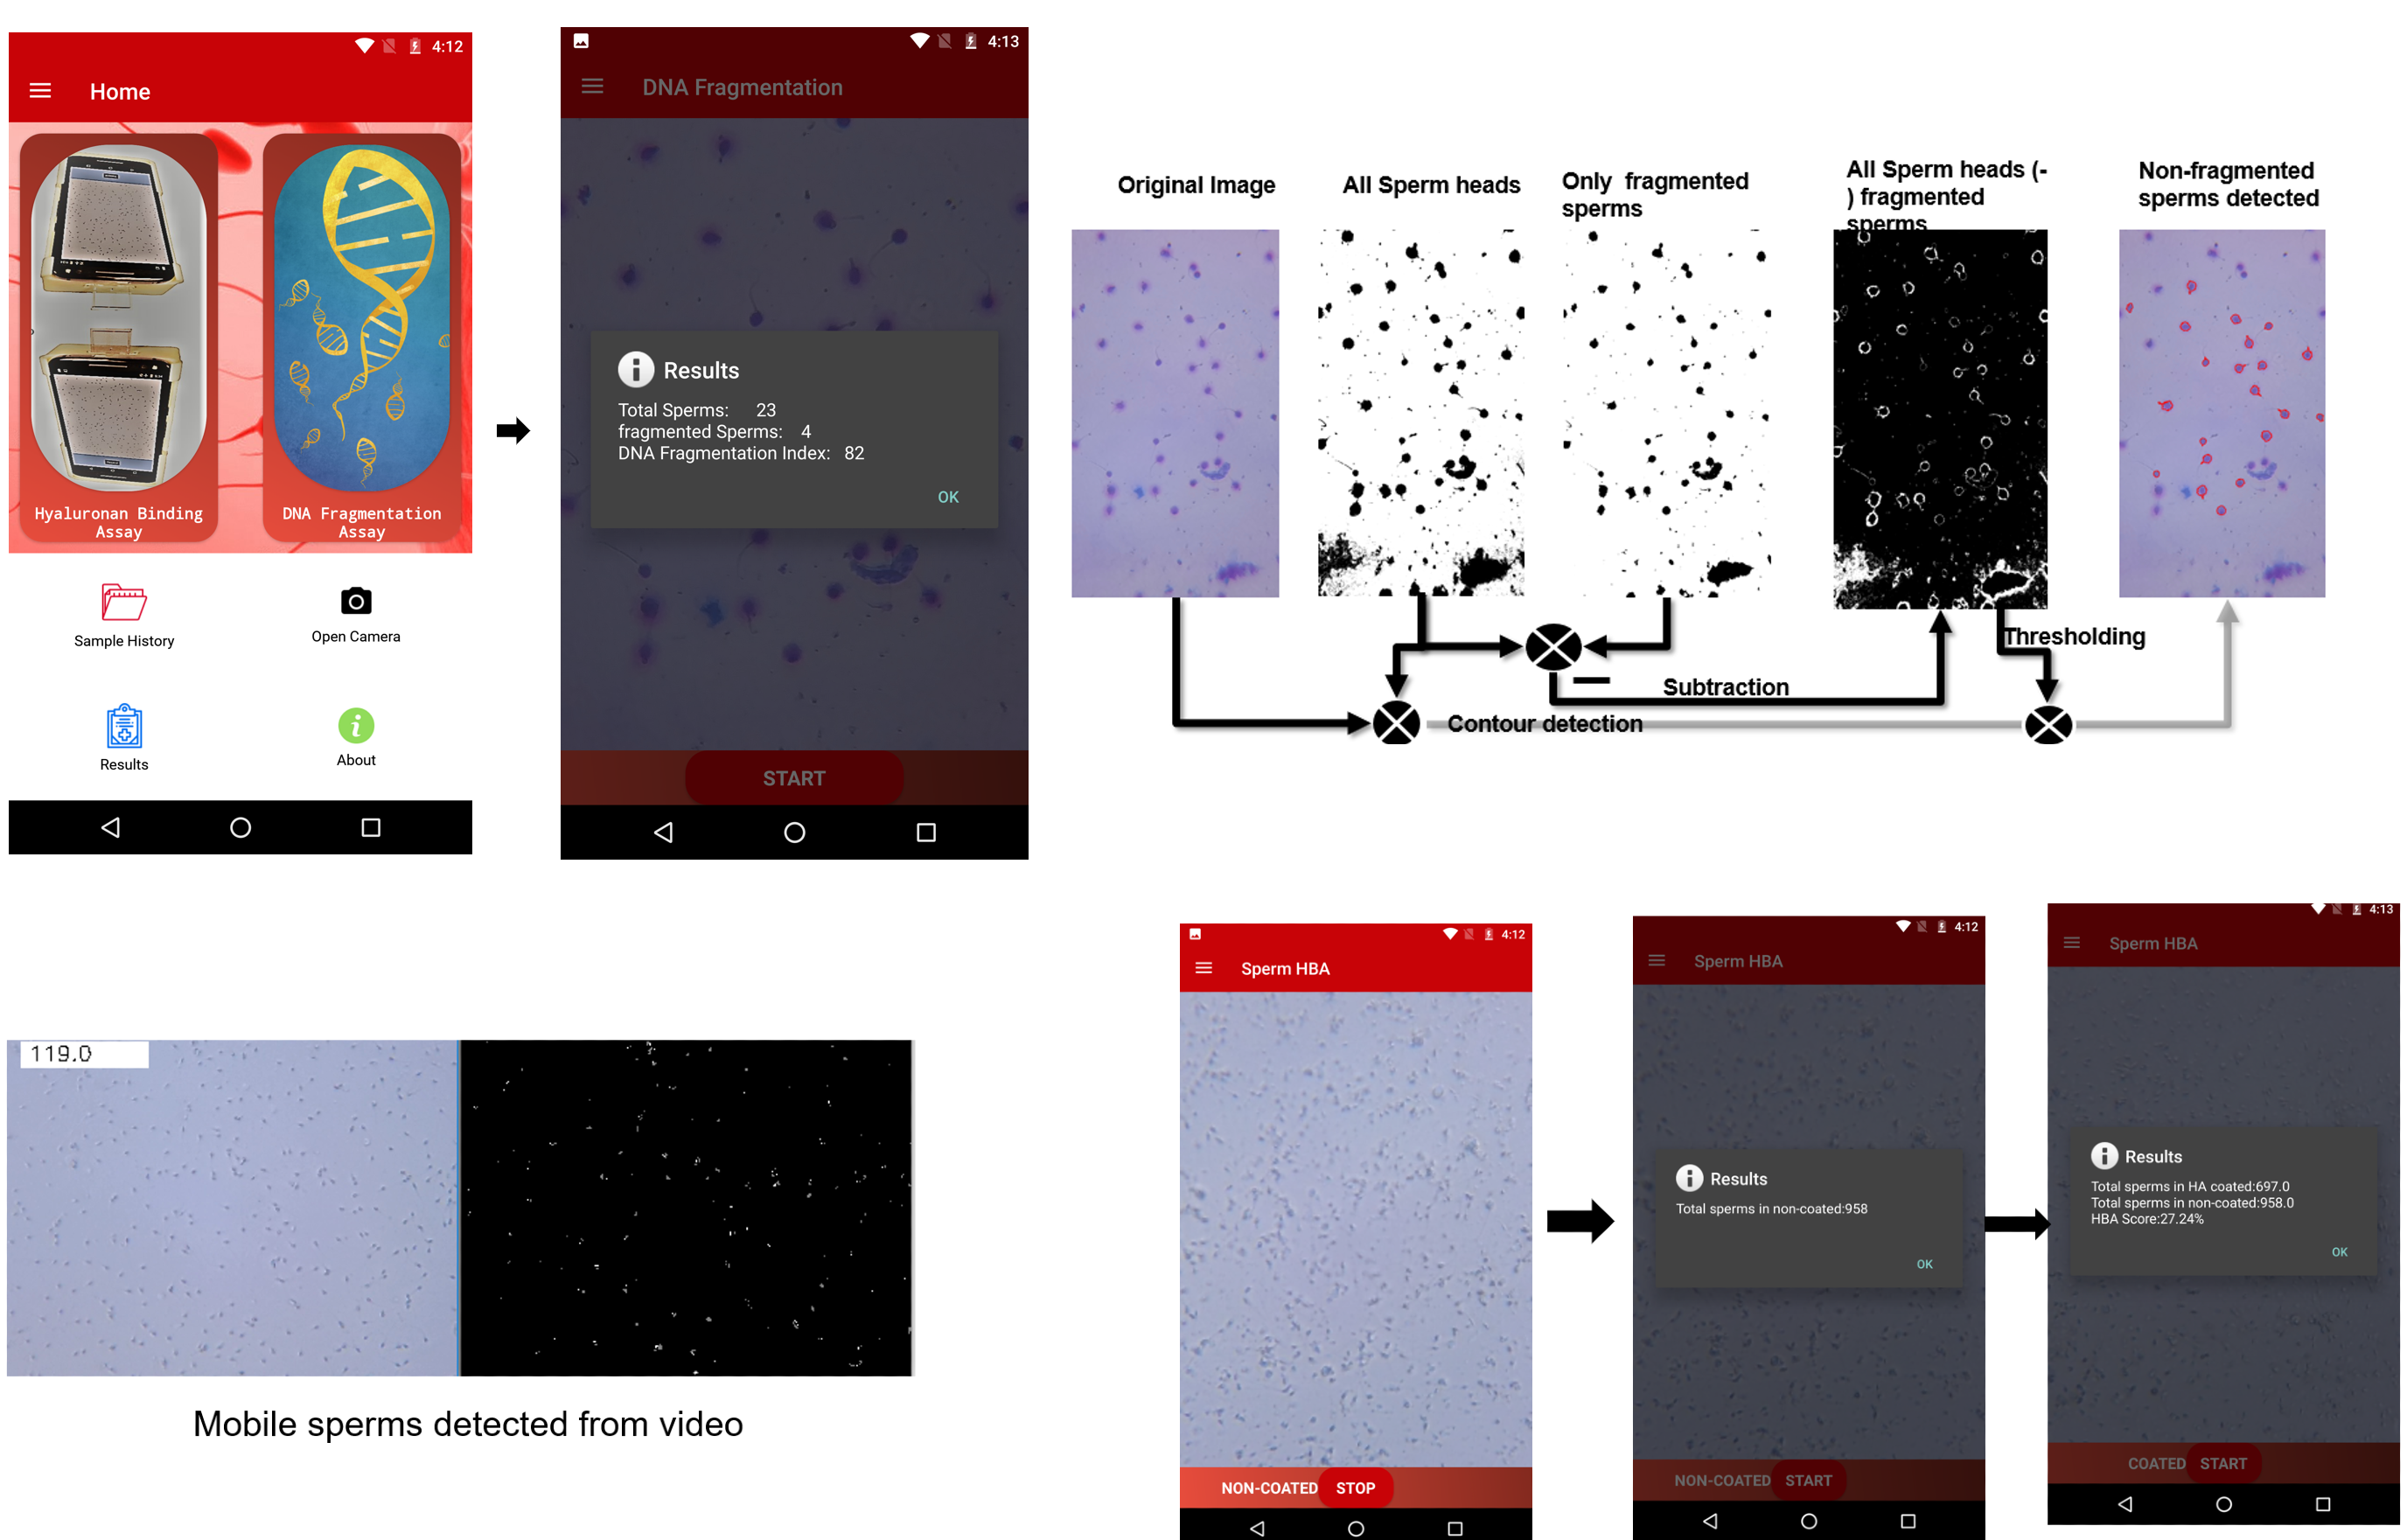 4:12
Home
Hyaluronan Binding
Assay
DNA Fragmentation
Assay
Sample History
Open Camera
Results
About
4:13
DNA Fragmentation
Results
Total Sperms: 23
fragmented Sperms: 4
DNA Fragmentation Index: 82
OK
START
Original Image
All Sperm heads
Only fragmented
sperms
All Sperm heads (-
) fragmented
sperms
Non-fragmented
sperms detected
Thresholding
Subtraction
Contour detection
119.0
Mobile sperms detected from video
4:12
Sperm HBA
NON-COATED STOP
4:12
Sperm HBA
Results
Total sperms in non-coated:958
OK
NON-COATED START
4:13
Sperm HBA
Results
Total sperms in HA coated:697.0
Total sperms in non-coated:958.0
HBA Score:27.24%
OK
COATED START